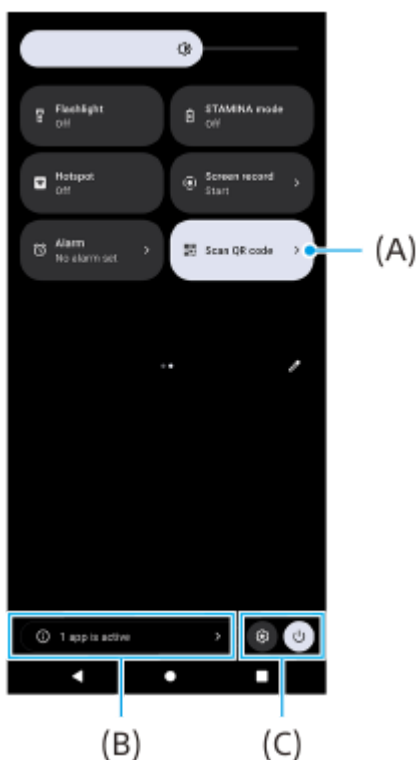 Flashlight
Off
STAMINA mode
Off
Hotspot
Off
Screen record
Start
Alarm
No alarm set
Scan QR code
(A)
1 app is active
(B)
(C)